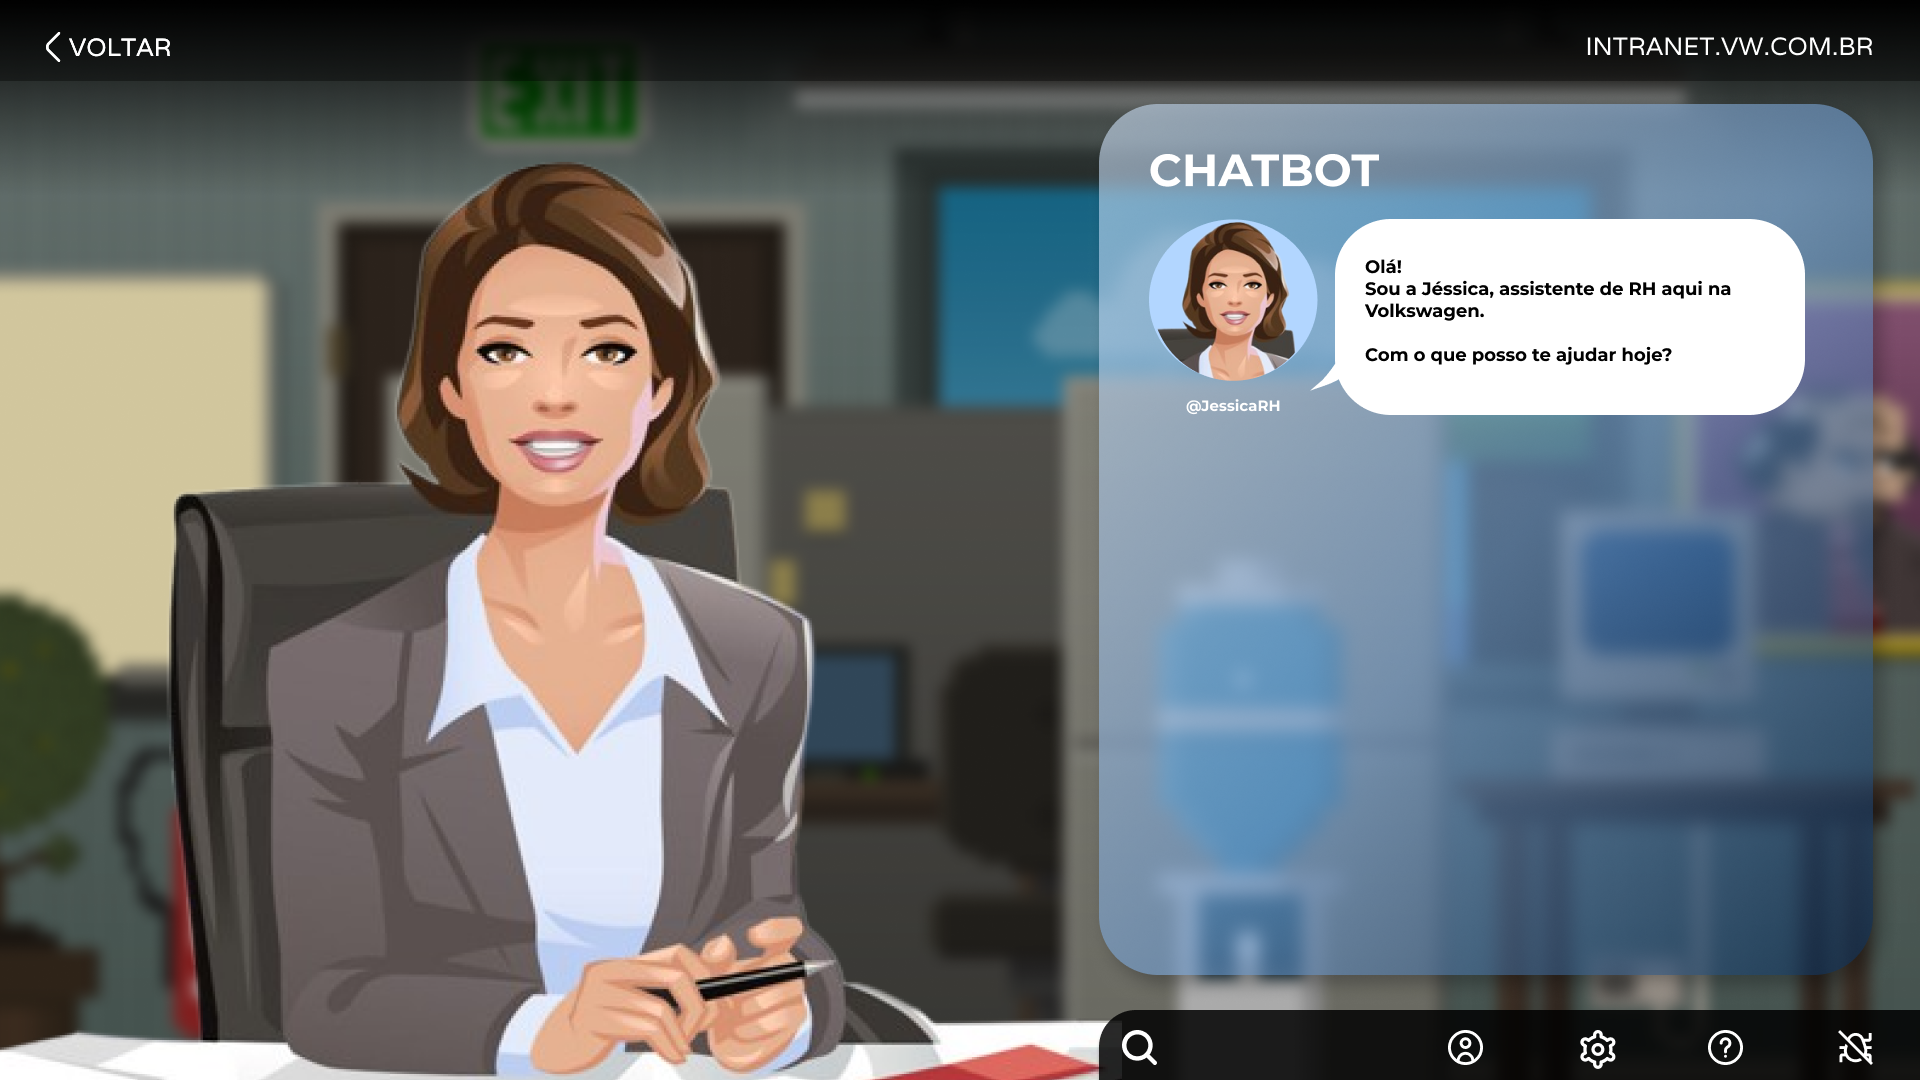 VOLTAR
INTRANET.VW.COM.BR
EXIT
CHATBOT
Olá!
Sou a Jéssica, assistente de RH aqui na
Volkswagen.
Com o que posso te ajudar hoje?
@JessicaRH